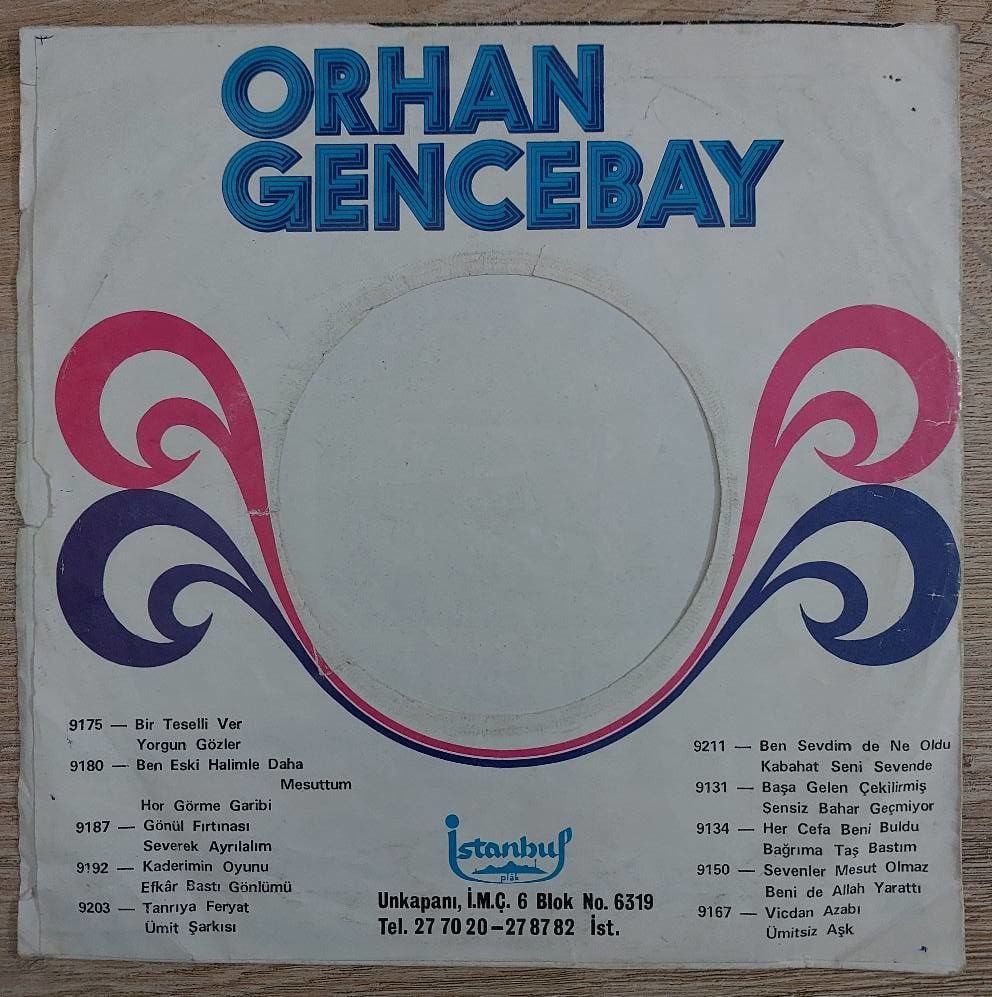 ORHAN
GENCEBAY
9175 — Bir Teselli Ver
Yorgun Gözler
9180 — Ben Eski Halimle Daha
Mesuttum
Hor Görme Garibi
9187 — Gönül Fırtınası
Severek Ayrılalım
9192 — Kaderimin Oyunu
Efkâr Bastı Gönlümü
9203 — Tanrıya Feryat
Ümit Şarkısı
9211 — Ben Sevdim de Ne Oldu
Kabahat Seni Sevende
9131 — Başa Gelen Çekilirmiş
Sensiz Bahar Geçmiyor
9134 — Her Cefa Beni Buldu
Bağrıma Taş Bastım
9150 — Sevenler Mesut Olmaz
Beni de Allah Yarattı
9167 — Vicdan Azabı
Ümitsiz Aşk
istanbul
plâk
Unkapanı, İ.M.Ç. 6 Blok No. 6319
Tel. 27 70 20–27 87 82 İst.